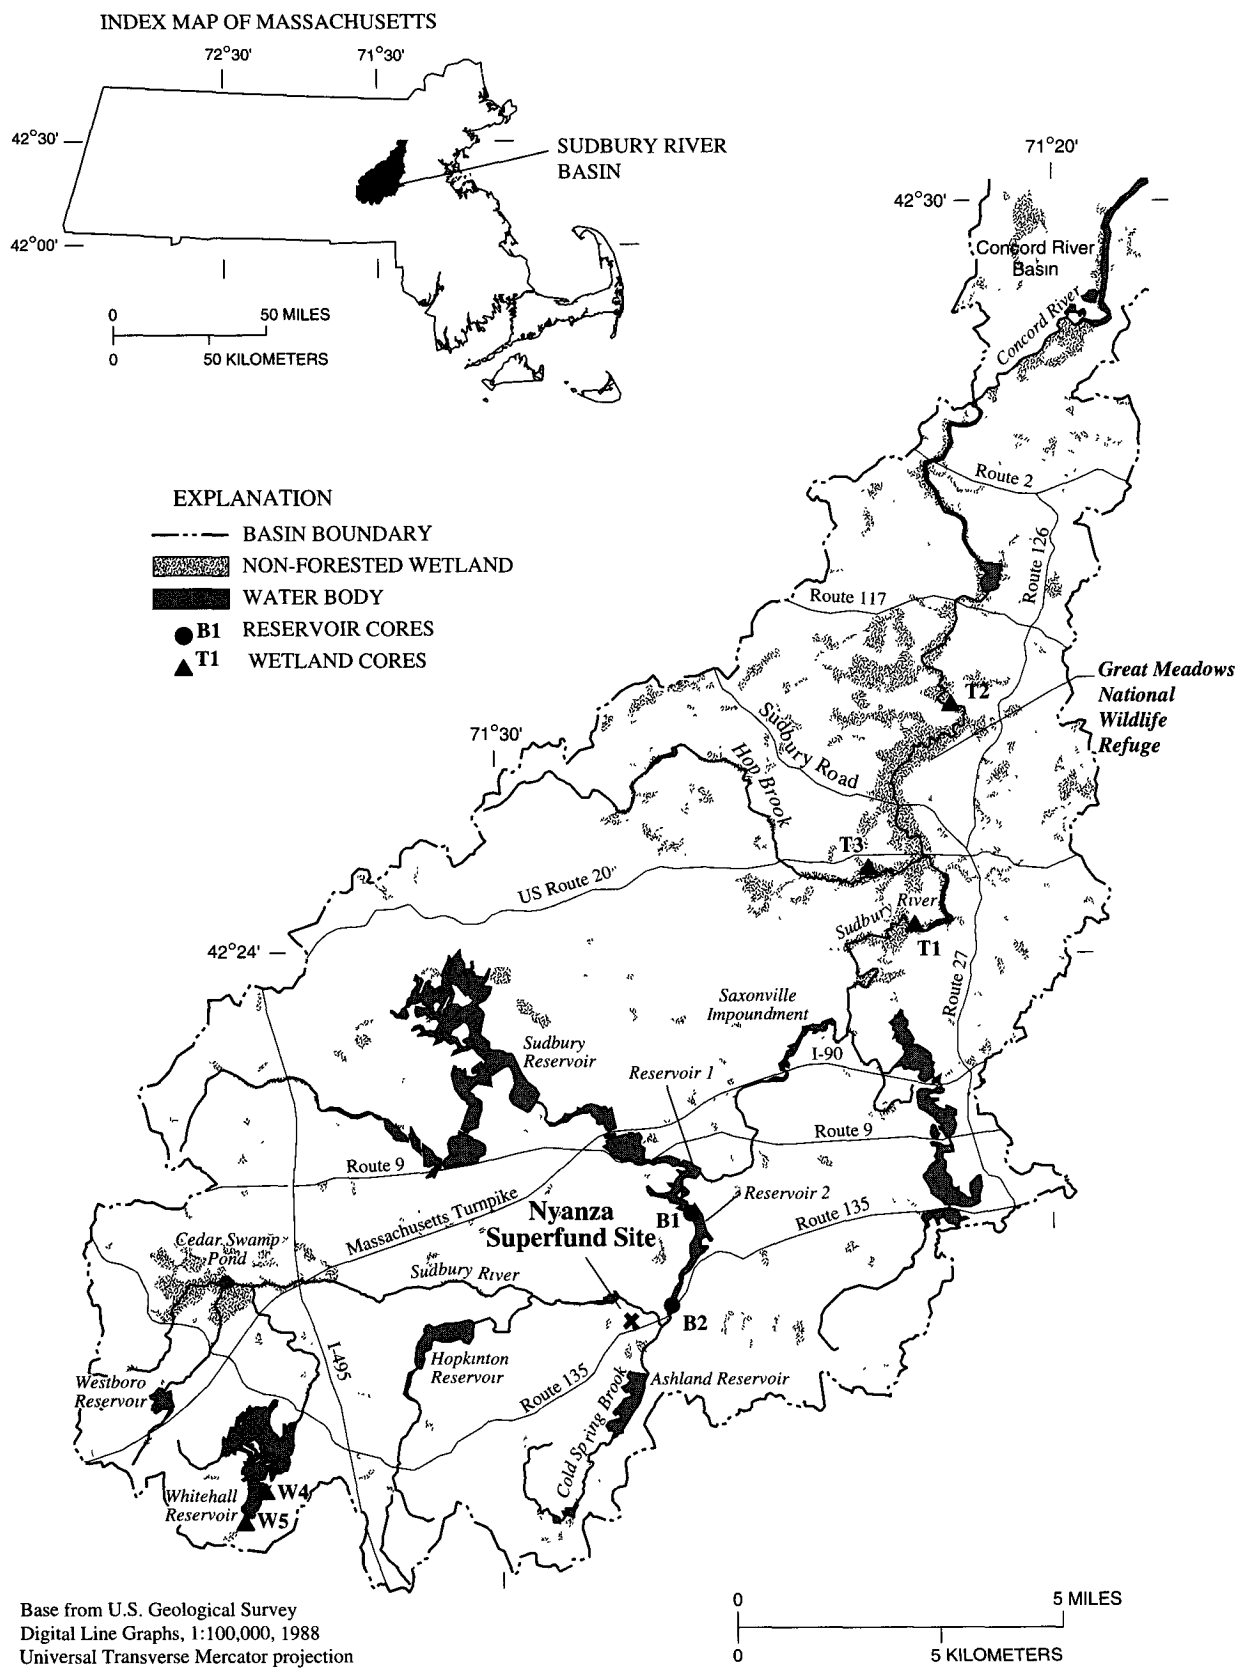 INDEX MAP OF MASSACHUSETTS
72°30'
71°30'
42°30'
SUDBURY RIVER
BASIN
42°00'
0
50 MILES
0
50 KILOMETERS
71°20'
42°30'
Concord River
Basin
Concord River
EXPLANATION
BASIN BOUNDARY
NON-FORESTED WETLAND
WATER BODY
B1 RESERVOIR CORES
T1 WETLAND CORES
Route 2
Route 126
Route 117
Great Meadows
National
Wildlife
Refuge
T2
Sudbury Road
71°30'
Hop Brook
T3
US Route 20
Sudbury River
T1
42°24'
Route 27
Saxonville
Impoundment
Sudbury
Reservoir
I-90
Reservoir 1
Route 9
Route 9
Reservoir 2
B1
Route 135
Massachusetts Turnpike
Nyanza
Superfund Site
Cedar Swamp
Pond
Sudbury River
B2
I-495
Hopkinton
Reservoir
Route 135
Ashland Reservoir
Westboro
Reservoir
Cold Spring Brook
Whitehall
Reservoir
W4
W5
Base from U.S. Geological Survey
Digital Line Graphs, 1:100,000, 1988
Universal Transverse Mercator projection
0
5 MILES
0
5 KILOMETERS